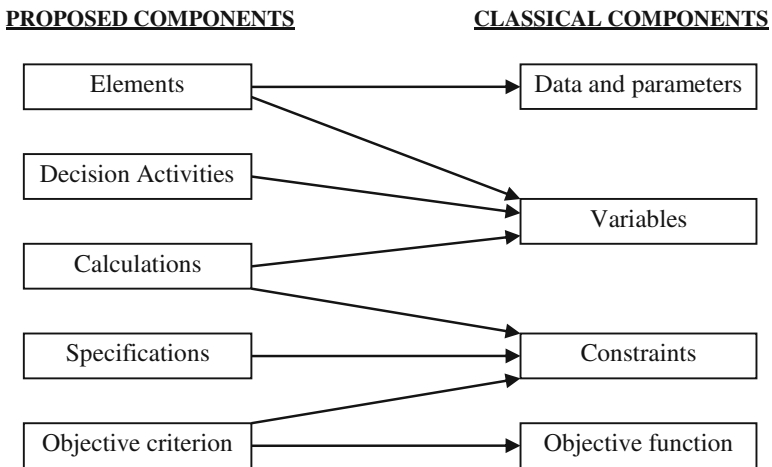 PROPOSED COMPONENTS
CLASSICAL COMPONENTS
Elements
Data and parameters
Decision Activities
Variables
Calculations
Specifications
Constraints
Objective criterion
Objective function